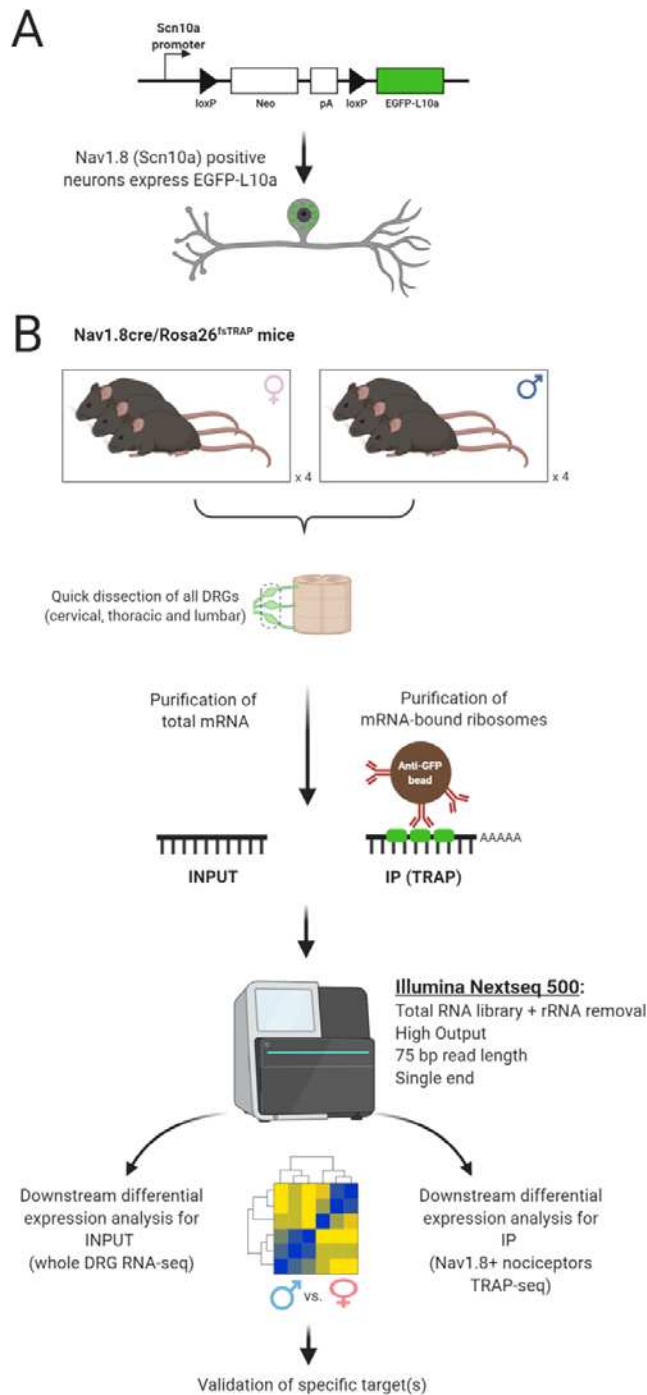 A
Scn10a
promoter
loxP
Neo
pA
loxP
EGFP-L10a
Nav1.8 (Scn10a) positive
neurons express EGFP-L10a
B
Nav1.8cre/Rosa26fsTRAP mice
♀
♂
x 4
x 4
Quick dissection of all DRGs
(cervical, thoracic and lumbar)
Purification of
total mRNA
Purification of
mRNA-bound ribosomes
Anti-GFP
bead
AAAAA
INPUT
IP (TRAP)
Illumina Nextseq 500:
Total RNA library + rRNA removal
High Output
75 bp read length
Single end
Downstream differential
expression analysis for
INPUT
(whole DRG RNA-seq)
♂ vs. ♀
Downstream differential
expression analysis for
IP
(Nav1.8+ nociceptors
TRAP-seq)
Validation of specific target(s)